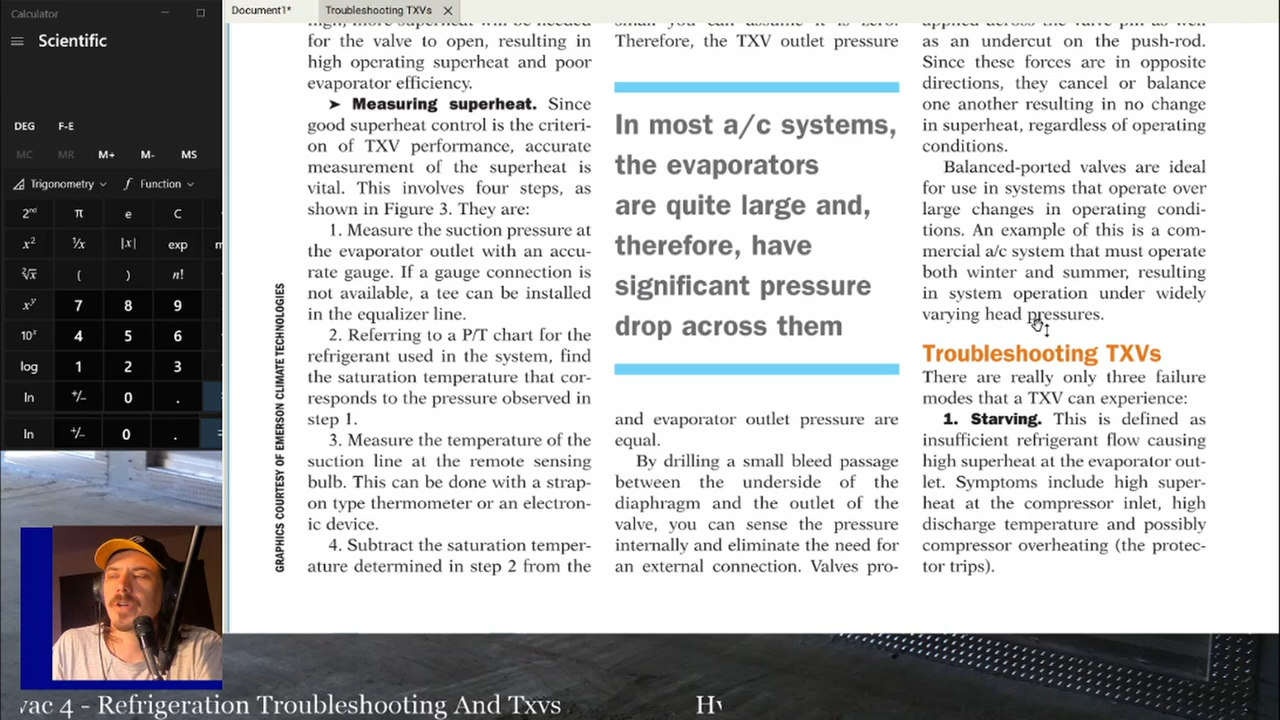 Calculator
Scientific
DEG F-E
MC MR M+ M- MS
Trigonometry Function
2nd π e C
x² ¹/x |x| exp m
²√x ( ) n!
xʸ 7 8 9
10ˣ 4 5 6
log 1 2 3
ln +/- 0 .
ln +/- 0 . =
Document1*
Troubleshooting TXVs
for the valve to open, resulting in
high operating superheat and poor
evaporator efficiency.
➤ Measuring superheat. Since
good superheat control is the criteri-
on of TXV performance, accurate
measurement of the superheat is
vital. This involves four steps, as
shown in Figure 3. They are:
1. Measure the suction pressure at
the evaporator outlet with an accu-
rate gauge. If a gauge connection is
not available, a tee can be installed
in the equalizer line.
2. Referring to a P/T chart for the
refrigerant used in the system, find
the saturation temperature that cor-
responds to the pressure observed in
step 1.
3. Measure the temperature of the
suction line at the remote sensing
bulb. This can be done with a strap-
on type thermometer or an electron-
ic device.
4. Subtract the saturation temper-
ature determined in step 2 from the
GRAPHICS COURTESY OF EMERSON CLIMATE TECHNOLOGIES
small you can assume it is zero.
Therefore, the TXV outlet pressure
In most a/c systems,
the evaporators
are quite large and,
therefore, have
significant pressure
drop across them
and evaporator outlet pressure are
equal.
By drilling a small bleed passage
between the underside of the
diaphragm and the outlet of the
valve, you can sense the pressure
internally and eliminate the need for
an external connection. Valves pro-
applied across the valve pin as well
as an undercut on the push-rod.
Since these forces are in opposite
directions, they cancel or balance
one another resulting in no change
in superheat, regardless of operating
conditions.
Balanced-ported valves are ideal
for use in systems that operate over
large changes in operating condi-
tions. An example of this is a com-
mercial a/c system that must operate
both winter and summer, resulting
in system operation under widely
varying head pressures.
Troubleshooting TXVs
There are really only three failure
modes that a TXV can experience:
1. Starving. This is defined as
insufficient refrigerant flow causing
high superheat at the evaporator out-
let. Symptoms include high super-
heat at the compressor inlet, high
discharge temperature and possibly
compressor overheating (the protec-
tor trips).
vac 4 - Refrigeration Troubleshooting And Txvs
Hv